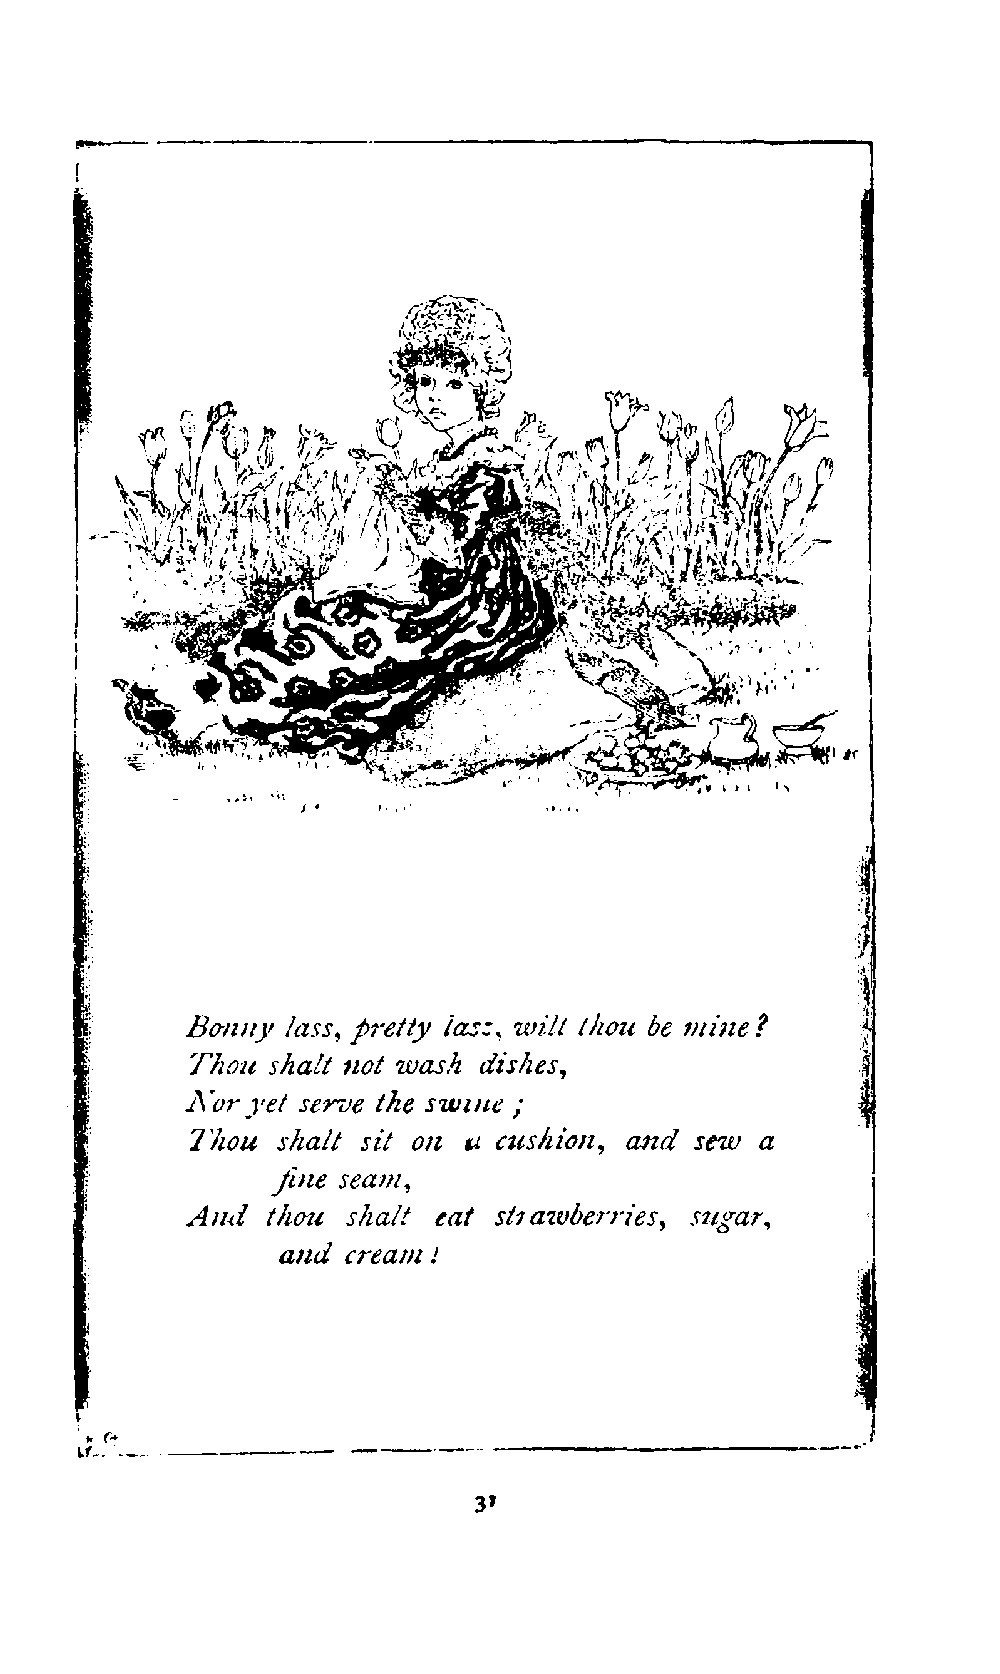 Bonny lass, pretty lass, wilt thou be mine?
Thou shalt not wash dishes,
Nor yet serve the swine;
Thou shalt sit on a cushion, and sew a
fine seam,
And thou shalt eat strawberries, sugar,
and cream!
31